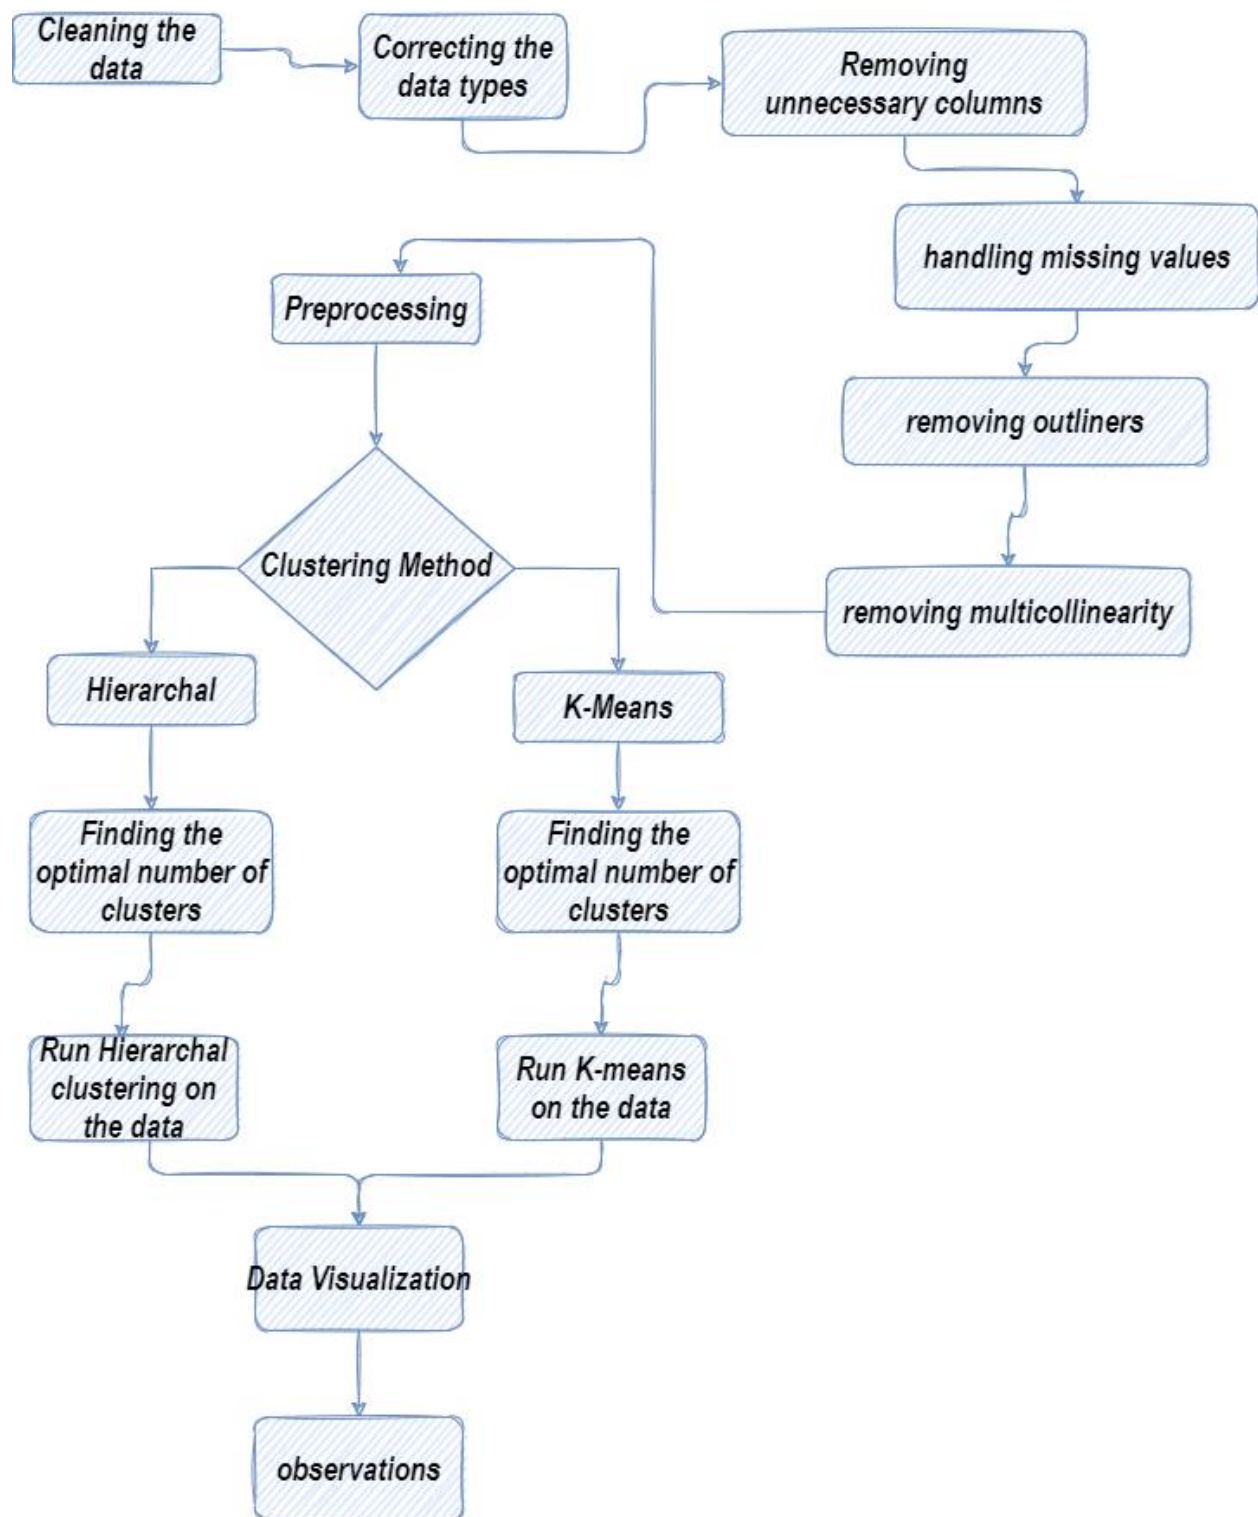 Cleaning the
data
Correcting the
data types
Removing
unnecessary columns
handling missing values
Preprocessing
removing outliners
Clustering Method
removing multicollinearity
Hierarchal
K-Means
Finding the
optimal number of
clusters
Finding the
optimal number of
clusters
Run Hierarchal
clustering on
the data
Run K-means
on the data
Data Visualization
observations